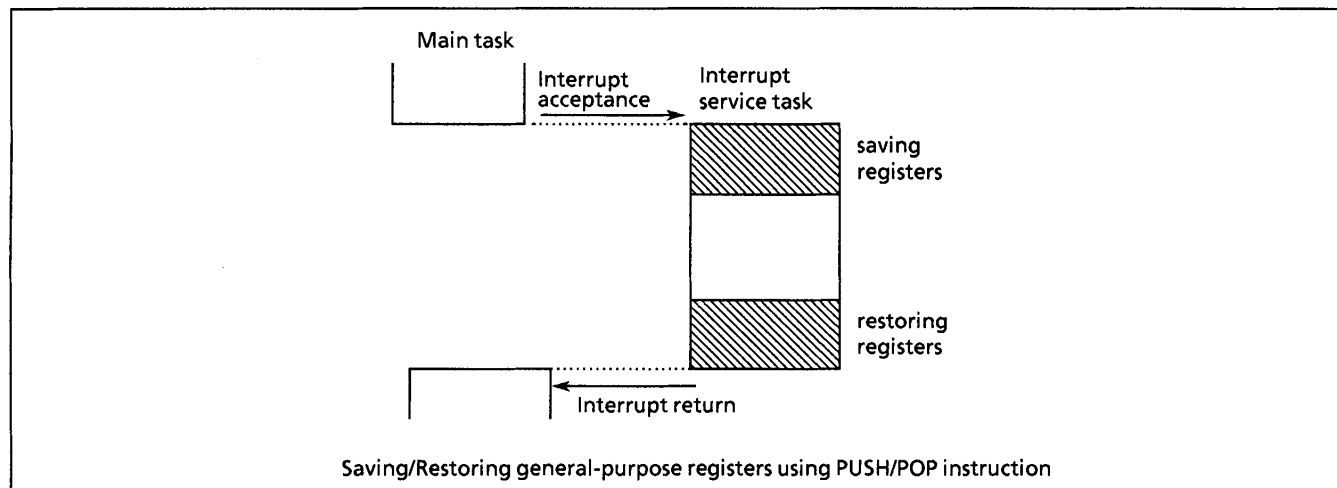 Main task
Interrupt
acceptance
Interrupt
service task
saving
registers
restoring
registers
Interrupt return
Saving/Restoring general-purpose registers using PUSH/POP instruction